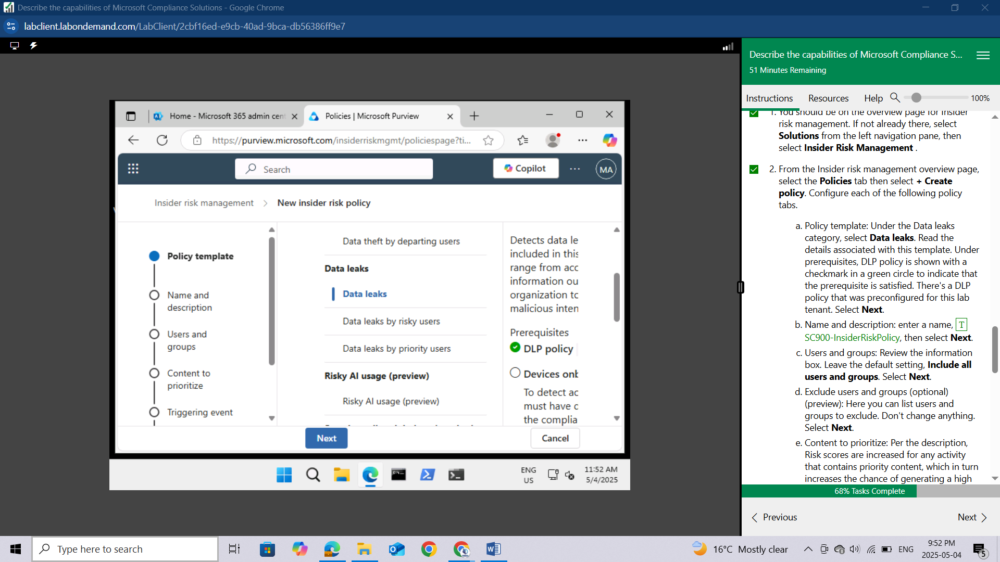 Describe the capabilities of Microsoft Compliance Solutions - Google Chrome
labclient.labondemand.com/LabClient/2cbf16ed-e9cb-40ad-9bca-db56386ff9e7
Home - Microsoft 365 admin cent
Policies | Microsoft Purview
https://purview.microsoft.com/insiderriskmgmt/policiespage?ti...
Search
Copilot
MA
Insider risk management > New insider risk policy
Policy template
Name and
description
Users and
groups
Content to
prioritize
Triggering event
Data theft by departing users
Data leaks
Data leaks
Data leaks by risky users
Data leaks by priority users
Risky AI usage (preview)
Risky AI usage (preview)
Detects data le
included in this
range from acc
information ou
organization to
malicious inten
Prerequisites
DLP policy
Devices onb
To detect ac
must have d
the complia
Next
Cancel
ENG
US
11:52 AM
5/4/2025
Describe the capabilities of Microsoft Compliance S...
51 Minutes Remaining
Instructions
Resources
Help
100%
1. You should be on the overview page for Insider
risk management. If not already there, select
Solutions from the left navigation pane, then
select Insider Risk Management .
2. From the Insider risk management overview page,
select the Policies tab then select + Create
policy. Configure each of the following policy
tabs.
a. Policy template: Under the Data leaks
category, select Data leaks. Read the
details associated with this template. Under
prerequisites, DLP policy is shown with a
checkmark in a green circle to indicate that
the prerequisite is satisfied. There's a DLP
policy that was preconfigured for this lab
tenant. Select Next.
b. Name and description: enter a name, T
SC900-InsiderRiskPolicy, then select Next.
c. Users and groups: Review the information
box. Leave the default setting, Include all
users and groups. Select Next.
d. Exclude users and groups (optional)
(preview): Here you can list users and
groups to exclude. Don't change anything.
Select Next.
e. Content to prioritize: Per the description,
Risk scores are increased for any activity
that contains priority content, which in turn
increases the chance of generating a high
68% Tasks Complete
Previous
Next
Type here to search
16°C Mostly clear
ENG
9:52 PM
2025-05-04
5